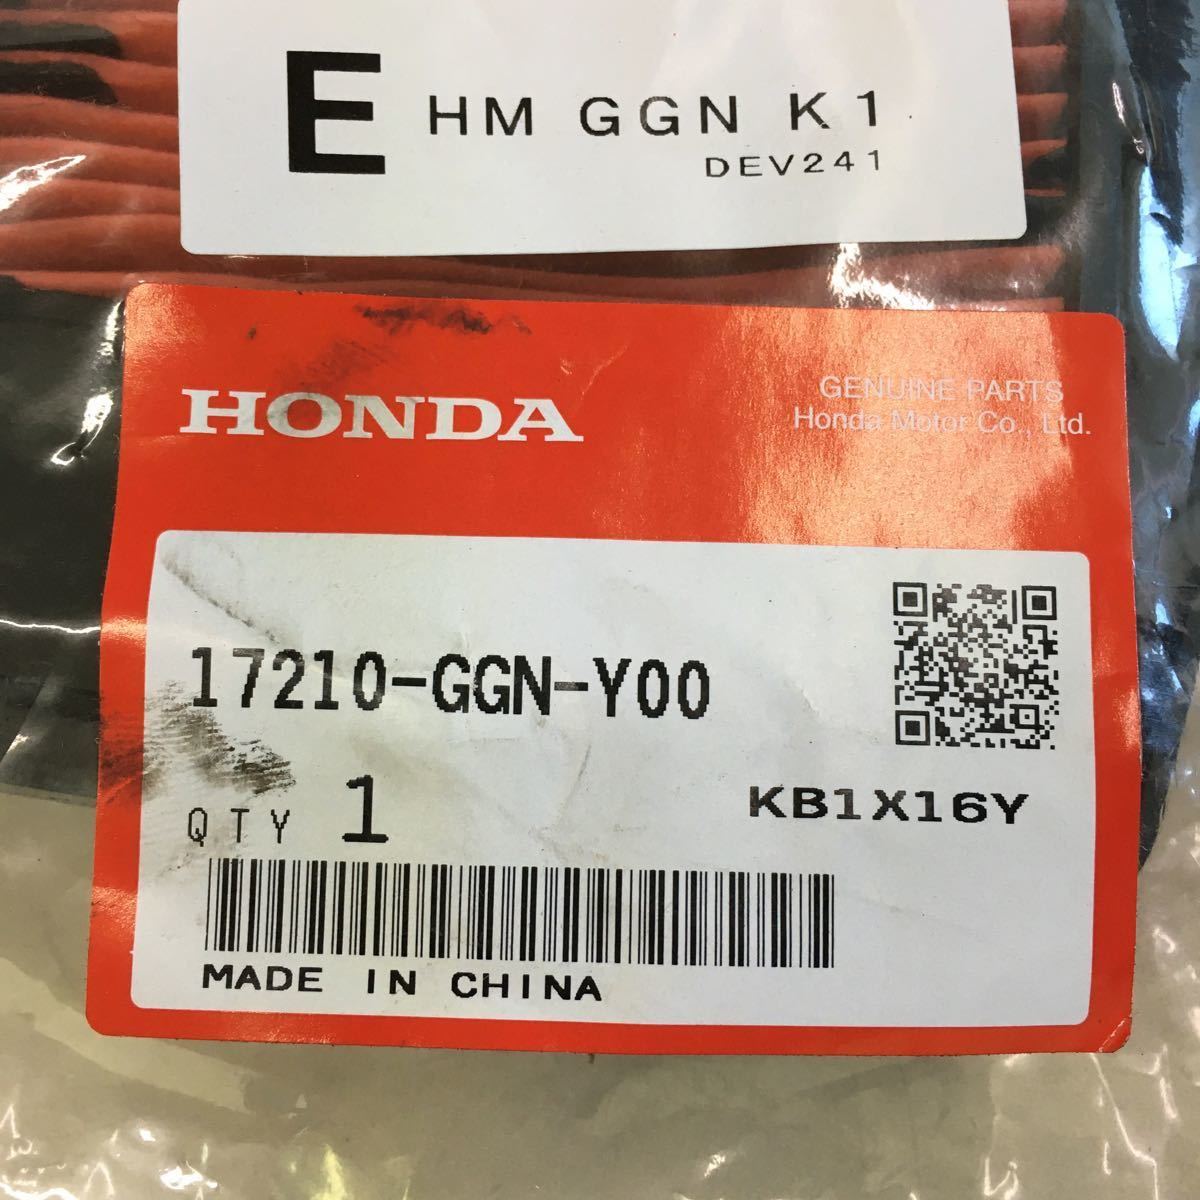 E HM GGN K1
DEV241
HONDA
GENUINE PARTS
Honda Motor Co., Ltd.
17210-GGN-Y00
QTY 1
KB1X16Y
MADE IN CHINA